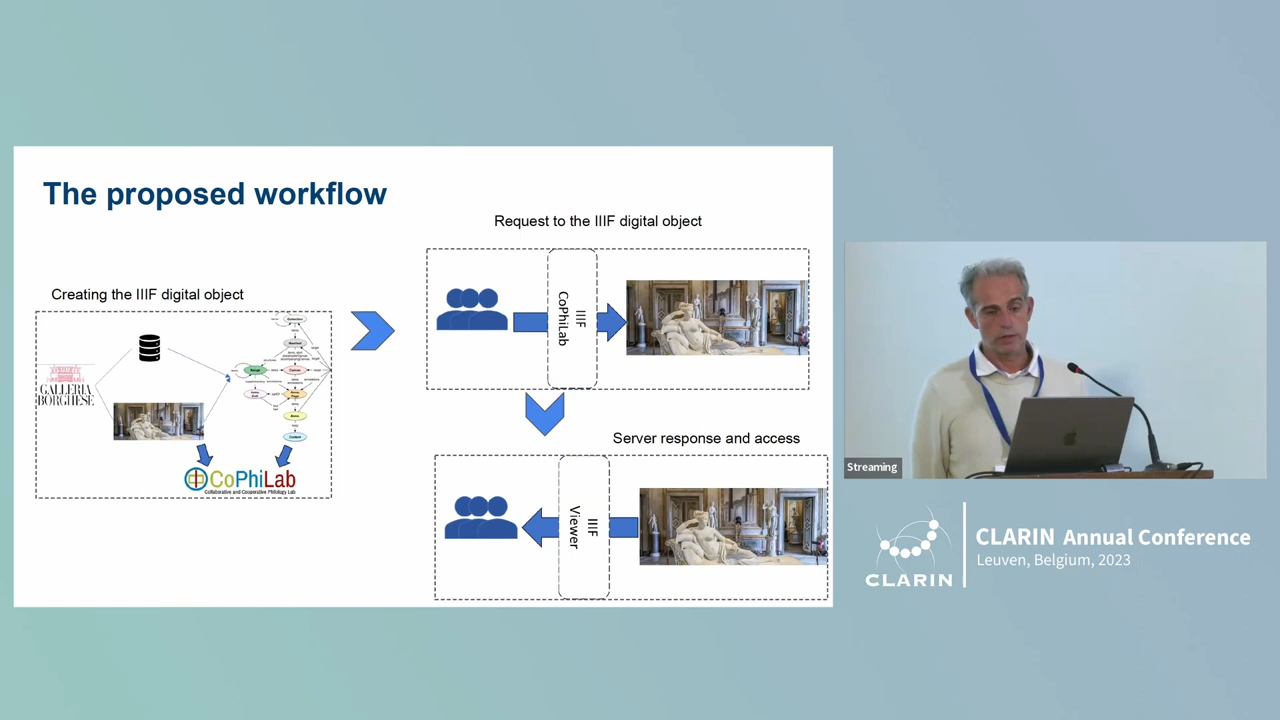 The proposed workflow
Request to the IIIF digital object
Creating the IIIF digital object
IIIF
CoPhiLab
GALLERIA
BORGHESE
CoPhiLab
Collaborative and Cooperative Philology Lab
Server response and access
IIIF
Viewer
Streaming
CLARIN
CLARIN Annual Conference
Leuven, Belgium, 2023